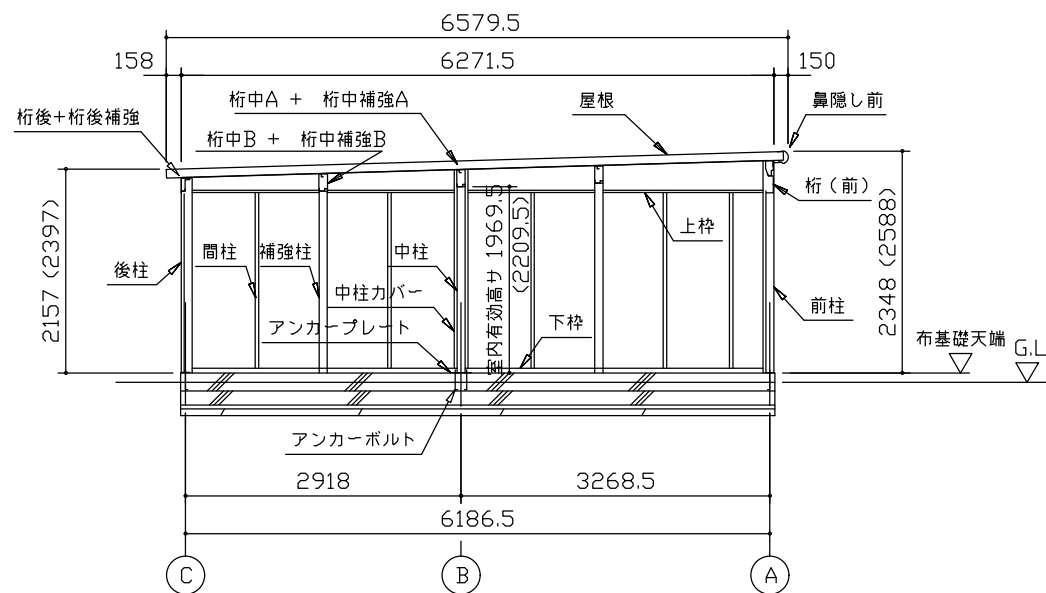 6579.5
158
6271.5
150
桁中A + 桁中補強A
屋根
鼻隠し前
桁後+桁後補強
桁中B + 桁中補強B
桁（前）
上枠
2157 (2397)
2348 (2588)
室内有効高サ 1969.5
(2209.5)
間柱
補強柱
中柱
後柱
中柱カバー
前柱
アンカープレート
下枠
布基礎天端
G.L
アンカーボルト
2918
3268.5
6186.5
C
B
A